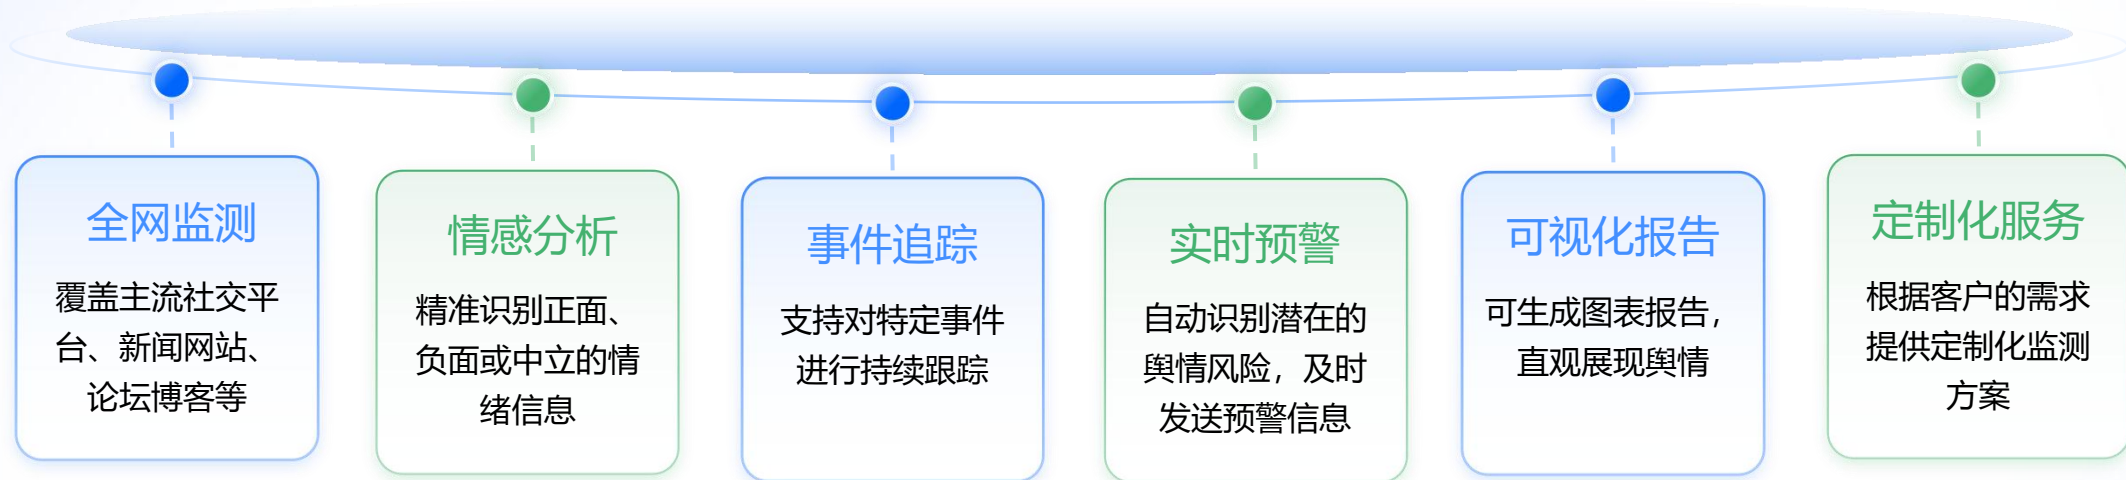 全网监测
覆盖主流社交平
台、新闻网站、
论坛博客等
情感分析
精准识别正面、
负面或中立的情
绪信息
事件追踪
支持对特定事件
进行持续跟踪
实时预警
自动识别潜在的
舆情风险，及时
发送预警信息
可视化报告
可生成图表报告，
直观展现舆情
定制化服务
根据客户的需求
提供定制化监测
方案